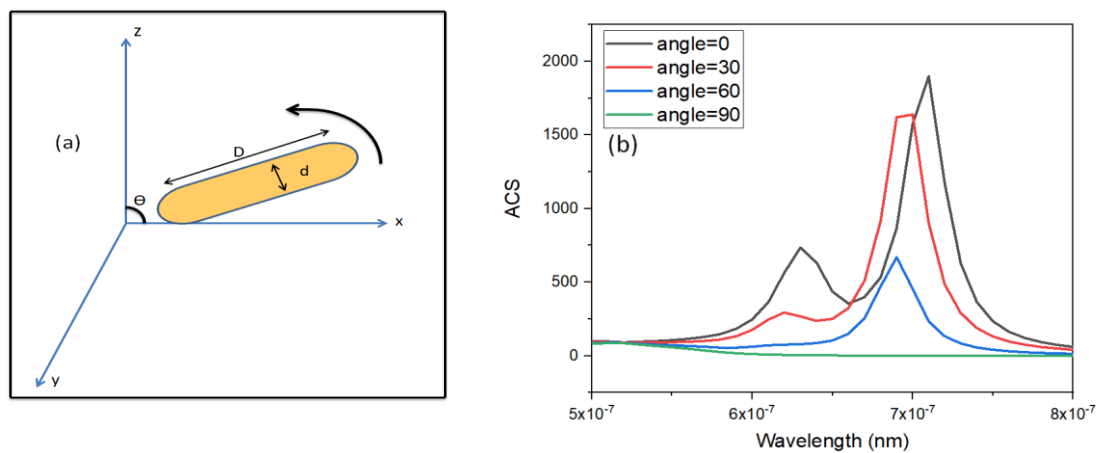 z
(a)
D
d
Ө
x
y
angle=0
angle=30
angle=60
angle=90
(b)
2000
1500
1000
500
0
ACS
5x10⁻⁷
6x10⁻⁷
7x10⁻⁷
8x10⁻⁷
Wavelength (nm)